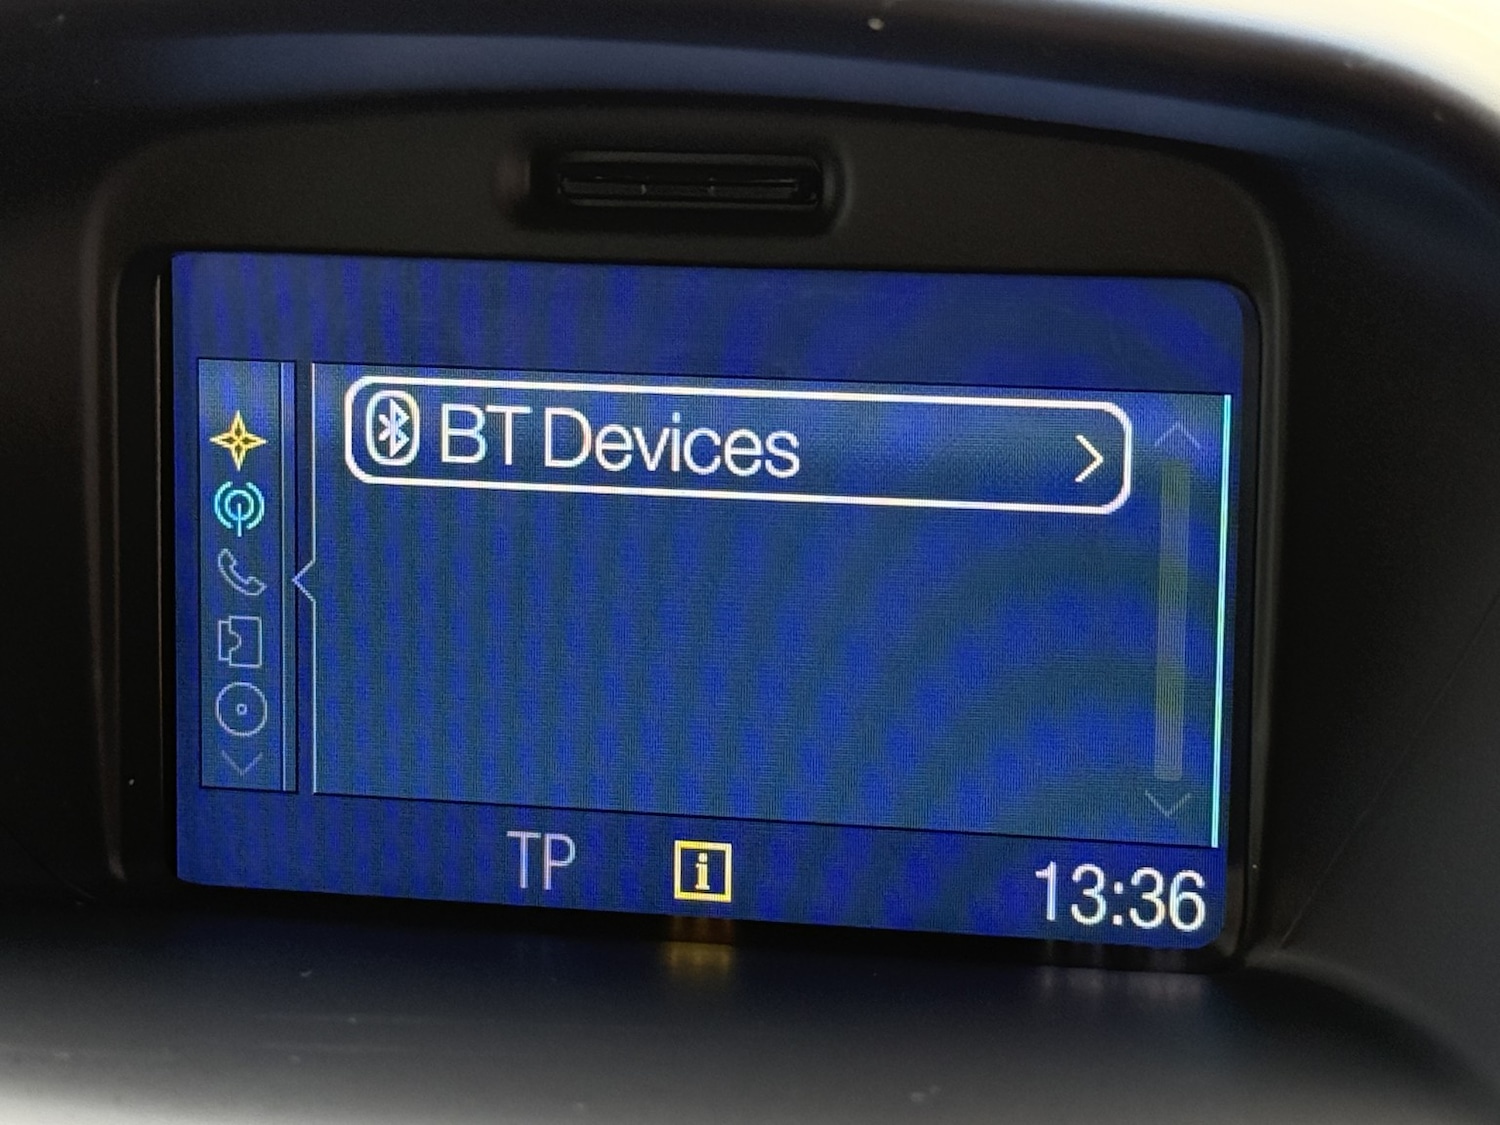 BT Devices
TP
i
13:36